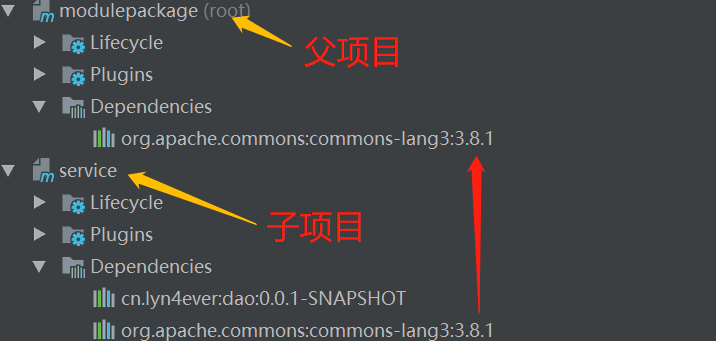 modulepackage (root)
父项目
Lifecycle
Plugins
Dependencies
org.apache.commons:commons-lang3:3.8.1
service
子项目
Lifecycle
Plugins
Dependencies
cn.lyn4ever:dao:0.0.1-SNAPSHOT
org.apache.commons:commons-lang3:3.8.1